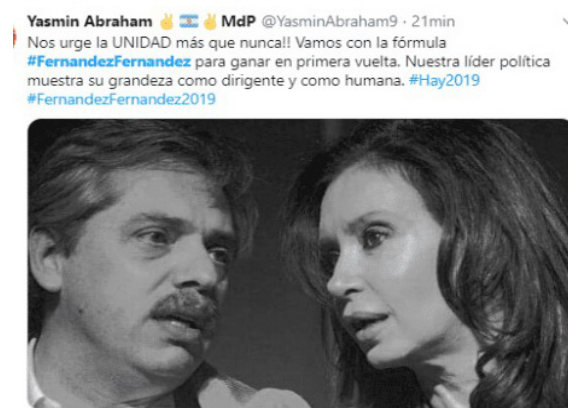 Yasmin Abraham ✌️ 🇦🇷 ✌️ MdP @YasminAbraham9 · 21min
Nos urge la UNIDAD más que nunca!! Vamos con la fórmula
#FernandezFernandez para ganar en primera vuelta. Nuestra líder política
muestra su grandeza como dirigente y como humana. #Hay2019
#FernandezFernandez2019